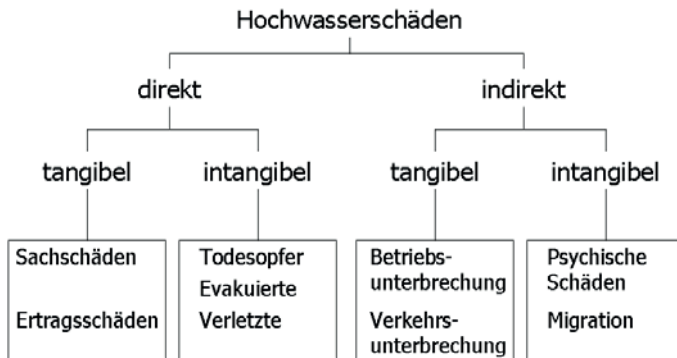 Hochwasserschäden
direkt
indirekt
tangibel
intangibel
tangibel
intangibel
Sachschäden
Ertragsschäden
Todesopfer
Evakuierte
Verletzte
Betriebs-
unterbrechung
Verkehrs-
unterbrechung
Psychische
Schäden
Migration